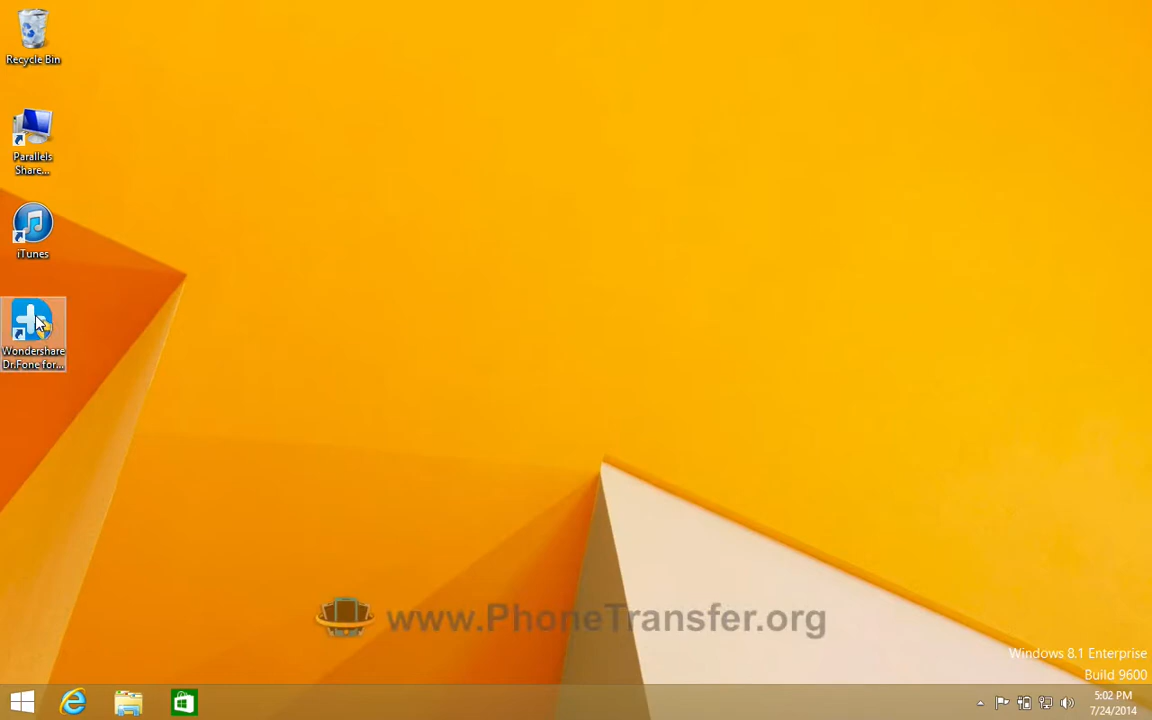 Recycle Bin
Parallels
Share...
iTunes
Wondershare
Dr.Fone for...
www.PhoneTransfer.org
Windows 8.1 Enterprise
Build 9600
5:02 PM
7/24/2014